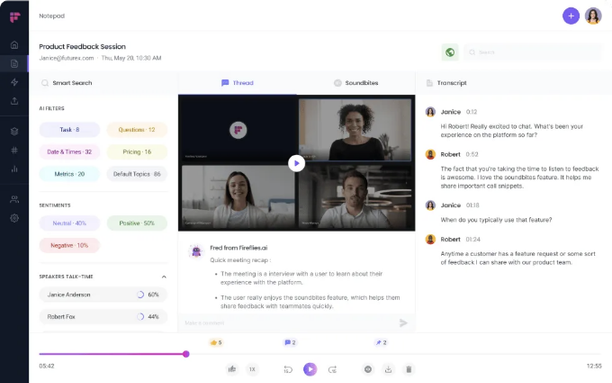 Notepad
Product Feedback Session
Janice@futurex.com · Thu, May 28, 10:30 AM
Search
Smart Search
Thread
Soundbites
Transcript
AI FILTERS
Task · 8
Questions · 12
Date & Times · 32
Pricing · 16
Metrics · 20
Default Topics · 86
SENTIMENTS
Neutral · 40%
Positive · 50%
Negative · 10%
SPEAKERS TALK-TIME
Janice Anderson
60%
Robert Fox
44%
Fred from Fireflies.ai
Quick meeting recap :
• The meeting is a interview with a user to learn about their
experience with the platform.
• The user really enjoys the soundbites feature, which helps them
share feedback with teammates quickly.
Make a comment
Janice 0:12
Hi Robert! Really excited to chat. What's been your
experience on the platform so far?
Robert 0:52
The fact that you're taking the time to listen to feedback
is awesome. I love the soundbites feature. It helps me
share important call snippets.
Janice 01:18
When do you typically use that feature?
Robert 01:24
Anytime a customer has a feature request or some sort
of feedback I can share with our product team.
5
2
2
05:42
12:55
1X